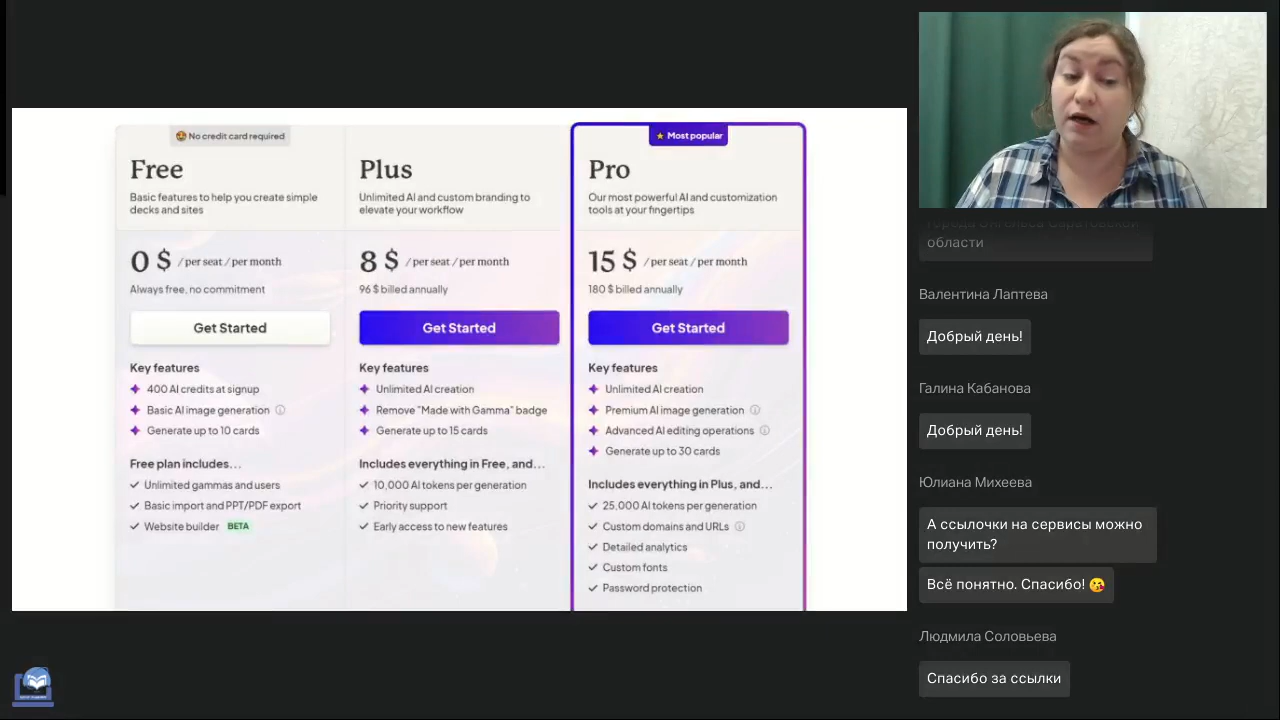 No credit card required
Free
Basic features to help you create simple
decks and sites
0 $ /per seat/per month
Always free, no commitment
Get Started
Key features
400 AI credits at signup
Basic AI image generation
Generate up to 10 cards
Free plan includes...
Unlimited gammas and users
Basic import and PPT/PDF export
Website builder BETA
Plus
Unlimited AI and custom branding to
elevate your workflow
8 $ /per seat/per month
96 $ billed annually
Get Started
Key features
Unlimited AI creation
Remove "Made with Gamma" badge
Generate up to 15 cards
Includes everything in Free, and...
10,000 AI tokens per generation
Priority support
Early access to new features
Most popular
Pro
Our most powerful AI and customization
tools at your fingertips
15 $ /per seat/per month
180 $ billed annually
Get Started
Key features
Unlimited AI creation
Premium AI image generation
Advanced AI editing operations
Generate up to 30 cards
Includes everything in Plus, and...
25,000 AI tokens per generation
Custom domains and URLs
Detailed analytics
Custom fonts
Password protection
города Энгельса Саратовской
области
Валентина Лаптева
Добрый день!
Галина Кабанова
Добрый день!
Юлиана Михеева
А ссылочки на сервисы можно
получить?
Всё понятно. Спасибо! 😘
Людмила Соловьева
Спасибо за ссылки